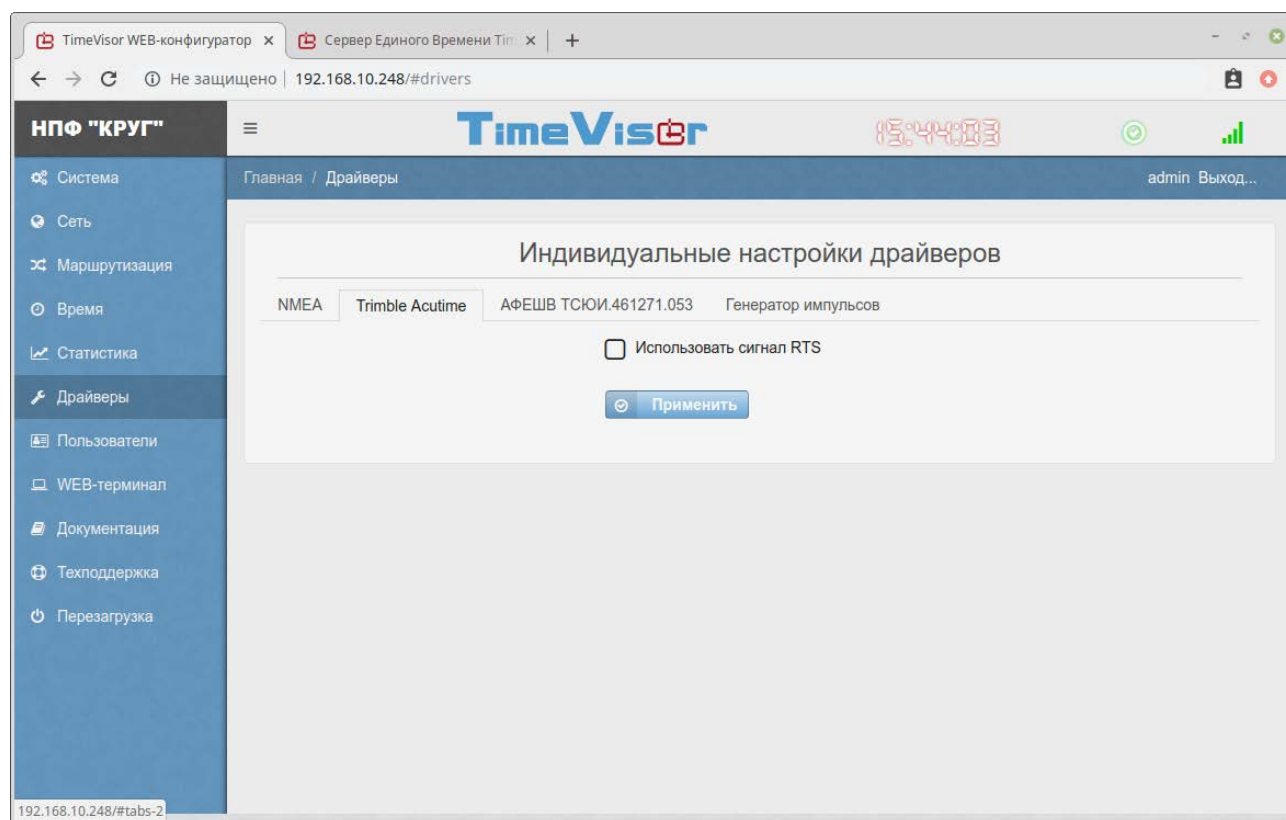 TimeVisor WEB-конфигуратор
Сервер Единого Времени Tim
Не защищено | 192.168.10.248/#drivers
НПФ "КРУГ"
TimeVisor
15:44:03
Главная / Драйверы
admin Выход...
Система
Сеть
Маршрутизация
Время
Статистика
Драйверы
Пользователи
WEB-терминал
Документация
Техподдержка
Перезагрузка
Индивидуальные настройки драйверов
NMEA Trimble Acutime АФЕШВ ТСЮИ.461271.053 Генератор импульсов
Использовать сигнал RTS
Применить
192.168.10.248/#tabs-2